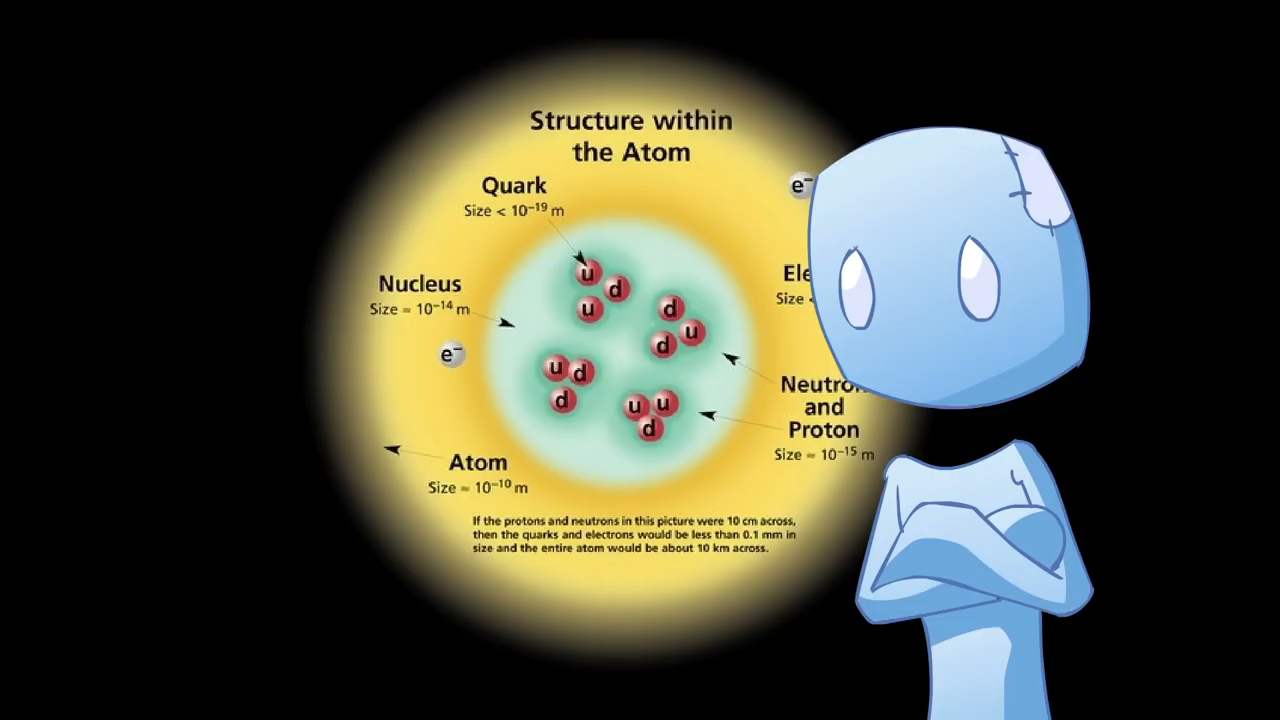 Structure within
the Atom
Quark
Size < 10⁻¹⁹ m
e⁻
Nucleus
Size ≈ 10⁻¹⁴ m
e⁻
Ele
Size <
u
d
u
d
u
d
u
d
d
u
u
d
Neutron
and
Proton
Size ≈ 10⁻¹⁵ m
Atom
Size ≈ 10⁻¹⁰ m
If the protons and neutrons in this picture were 10 cm across,
then the quarks and electrons would be less than 0.1 mm in
size and the entire atom would be about 10 km across.